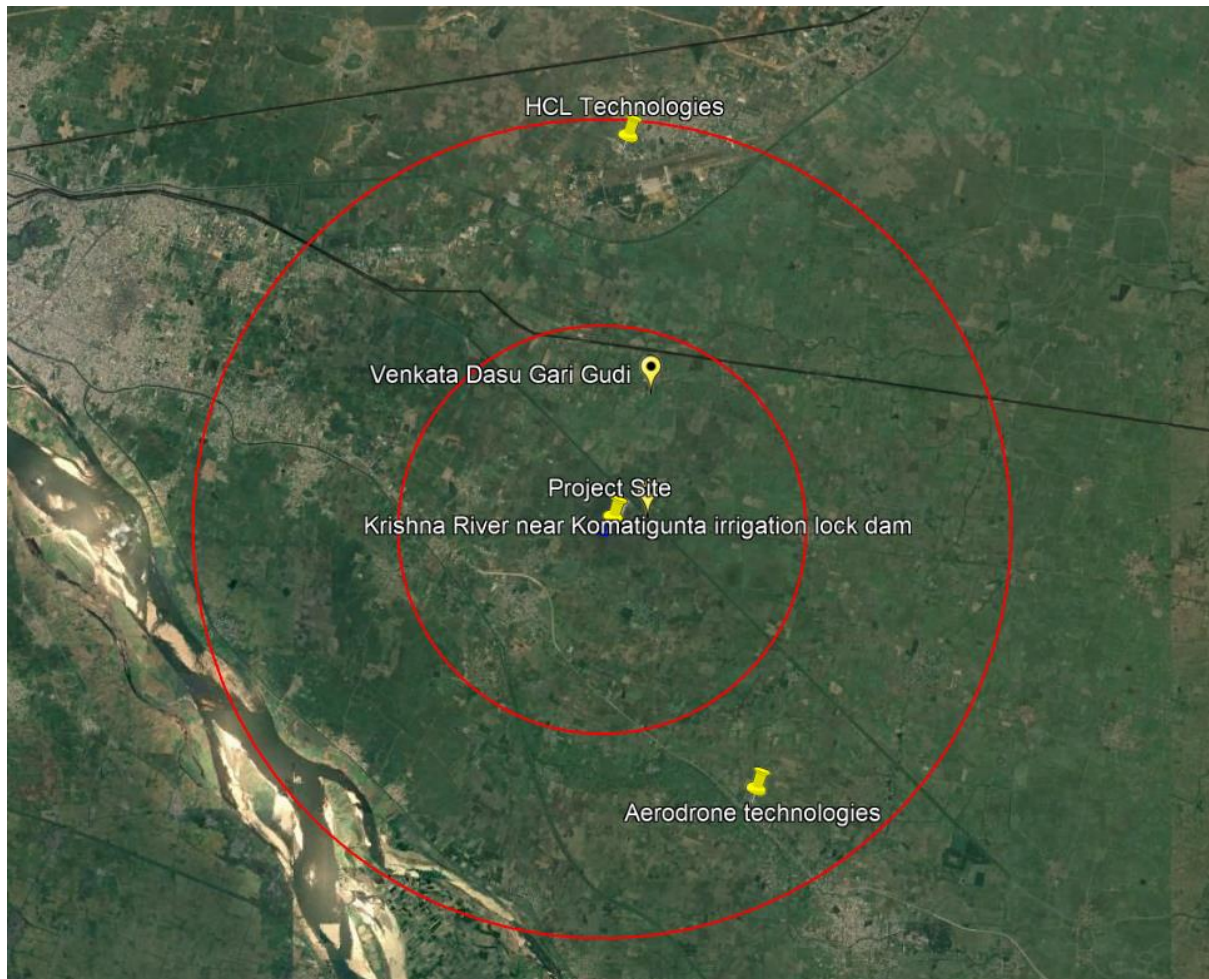 HCL Technologies
Venkata Dasu Gari Gudi
Project Site
Krishna River near Komatigunta irrigation lock dam
Aerodrone technologies